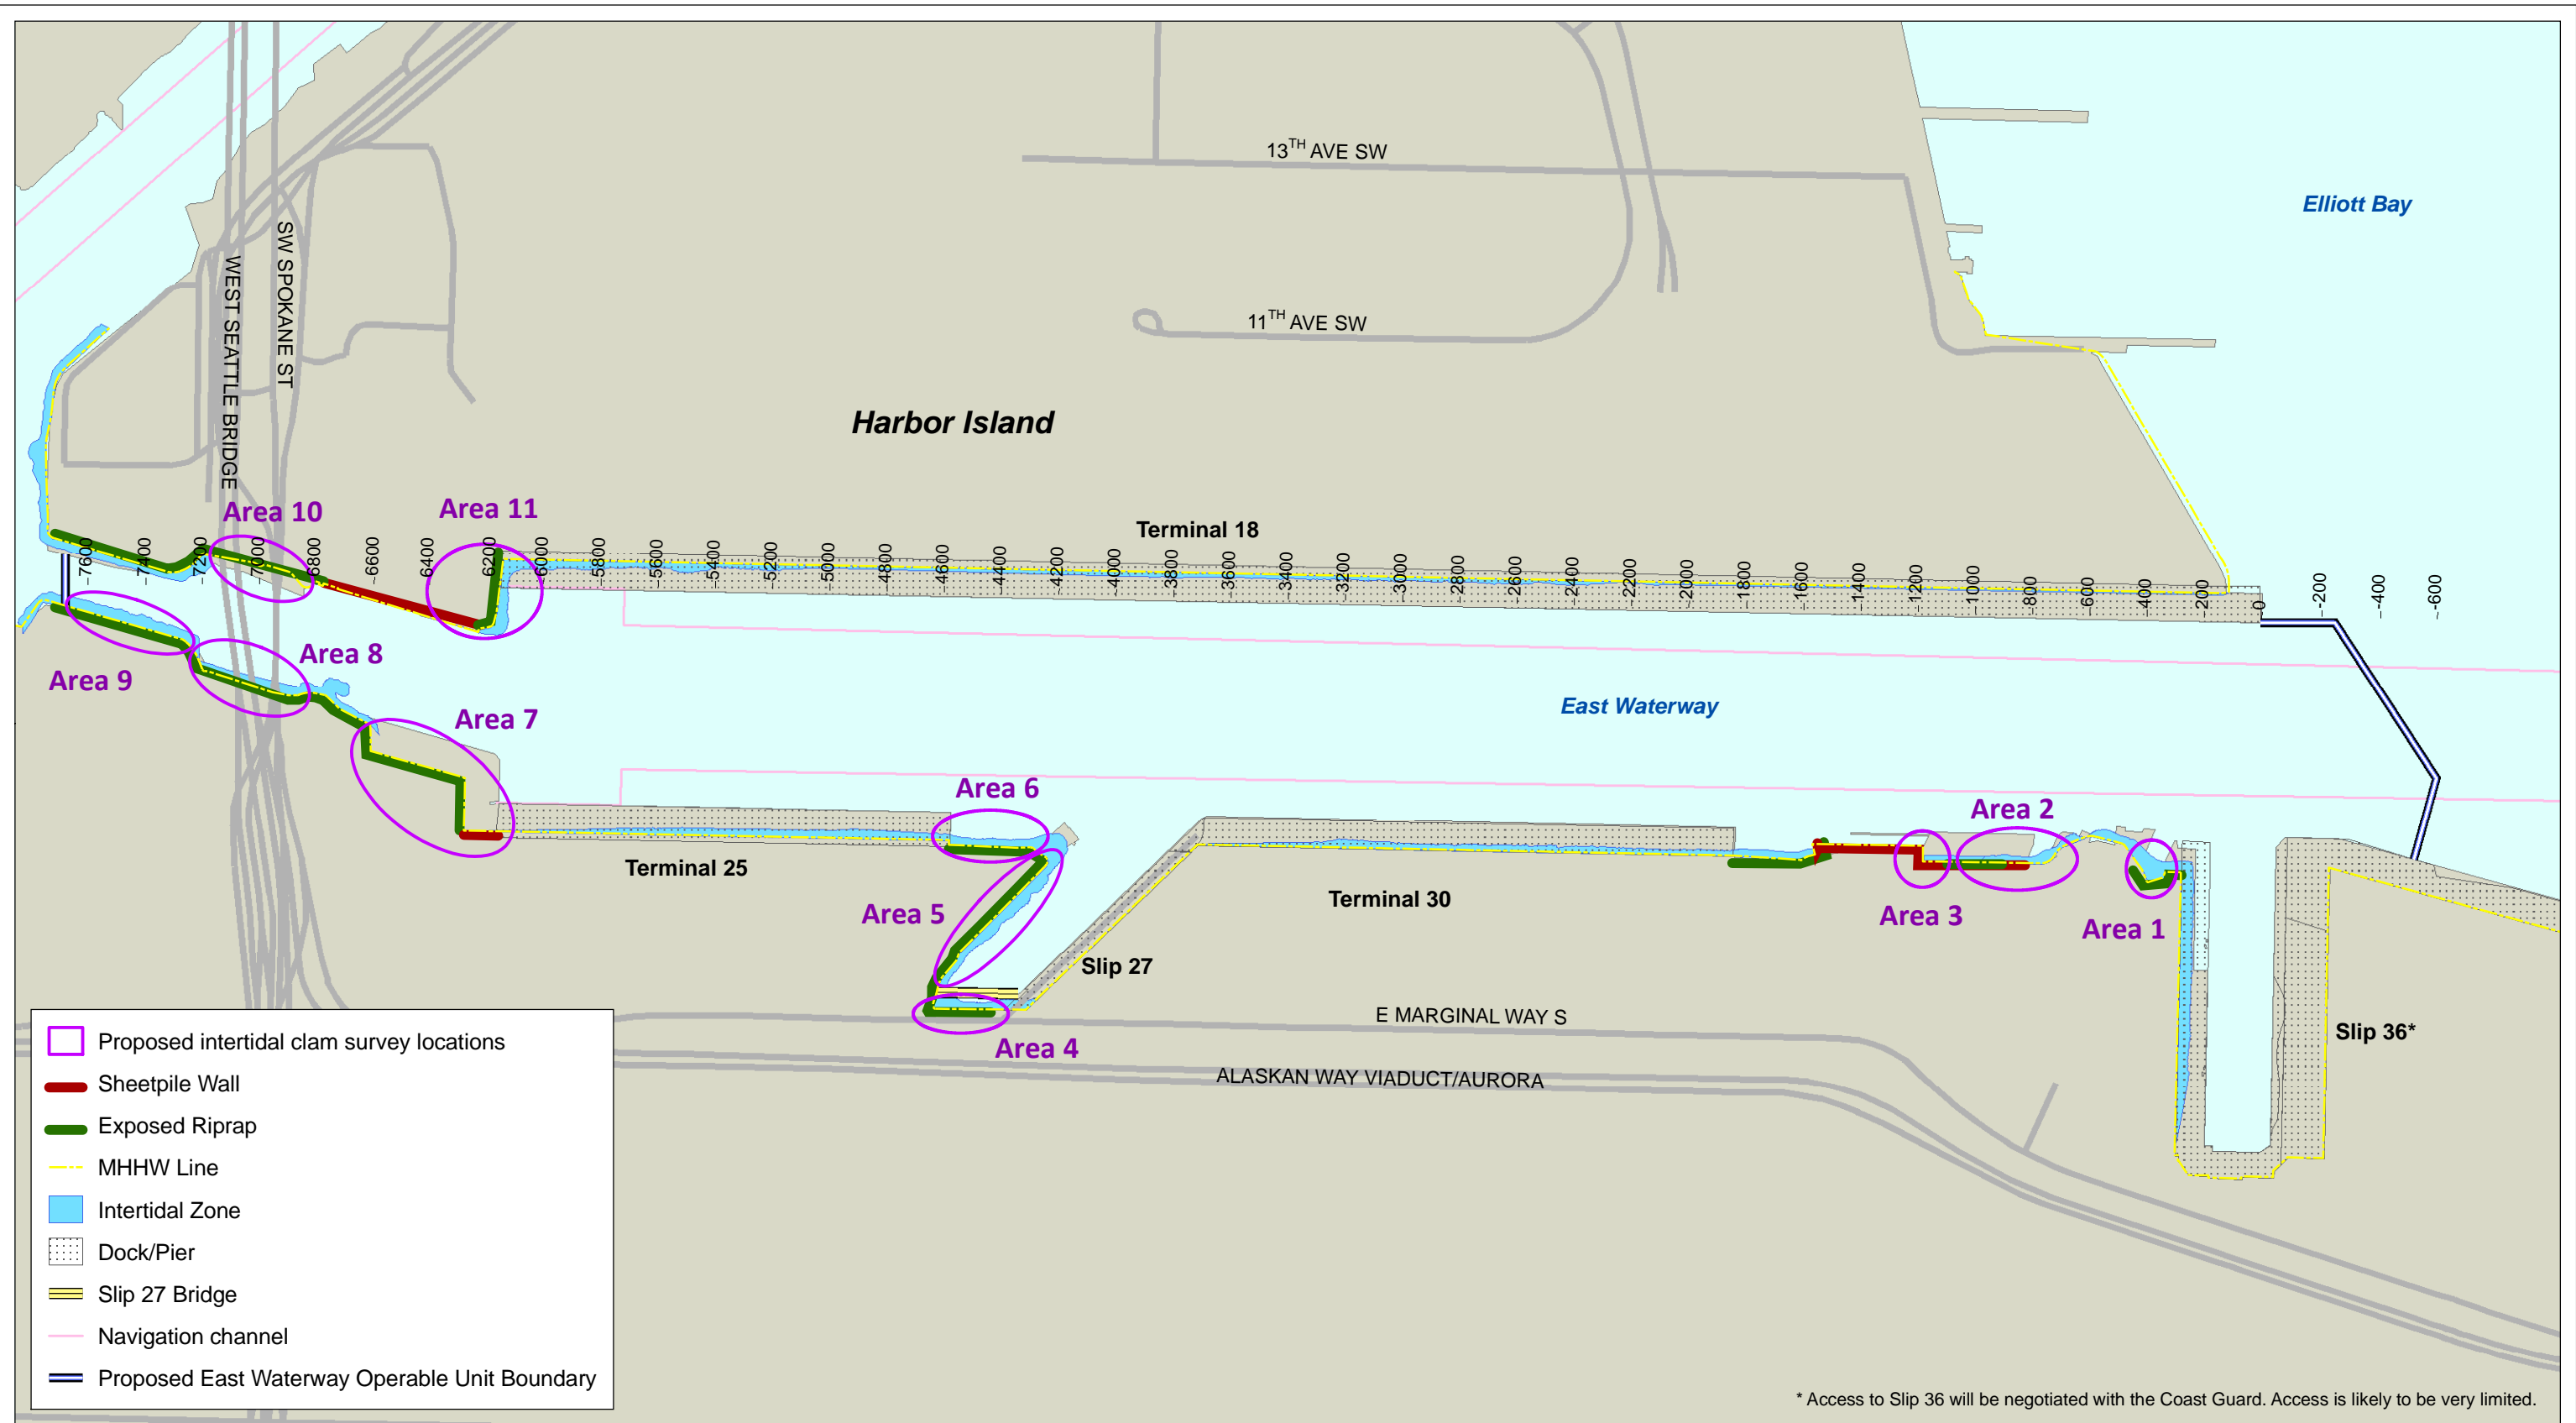 13TH AVE SW
Elliott Bay
SW SPOKANE ST
WEST SEATTLE BRIDGE
11TH AVE SW
Harbor Island
Area 10
Area 11
Terminal 18
7600
7400
7200
7000
6800
6600
6400
6200
6000
5800
5600
5400
5200
5000
4800
4600
4400
4200
4000
3800
3600
3400
3200
3000
2800
2600
2400
2200
2000
1800
1600
1400
1200
1000
800
600
400
200
0
-200
-400
-600
Area 9
Area 8
Area 7
East Waterway
Area 6
Area 2
Terminal 25
Terminal 30
Area 5
Area 3
Area 1
Slip 27
E MARGINAL WAY S
Slip 36*
Area 4
ALASKAN WAY VIADUCT/AURORA
Proposed intertidal clam survey locations
Sheetpile Wall
Exposed Riprap
MHHW Line
Intertidal Zone
Dock/Pier
Slip 27 Bridge
Navigation channel
Proposed East Waterway Operable Unit Boundary
* Access to Slip 36 will be negotiated with the Coast Guard. Access is likely to be very limited.